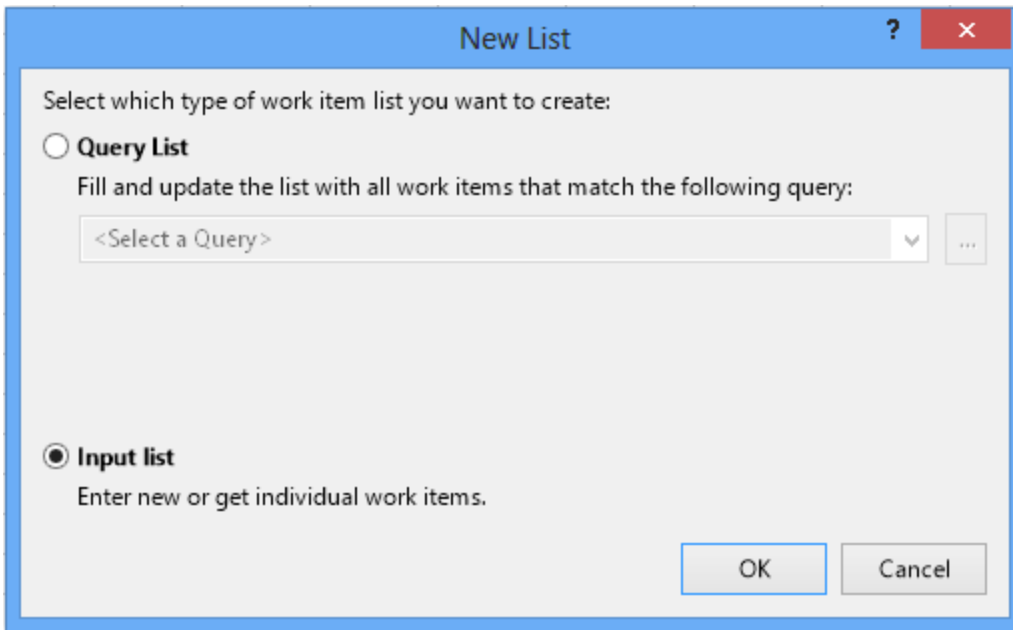 New List
?
Select which type of work item list you want to create:
Query List
Fill and update the list with all work items that match the following query:
<Select a Query>
...
Input list
Enter new or get individual work items.
OK Cancel